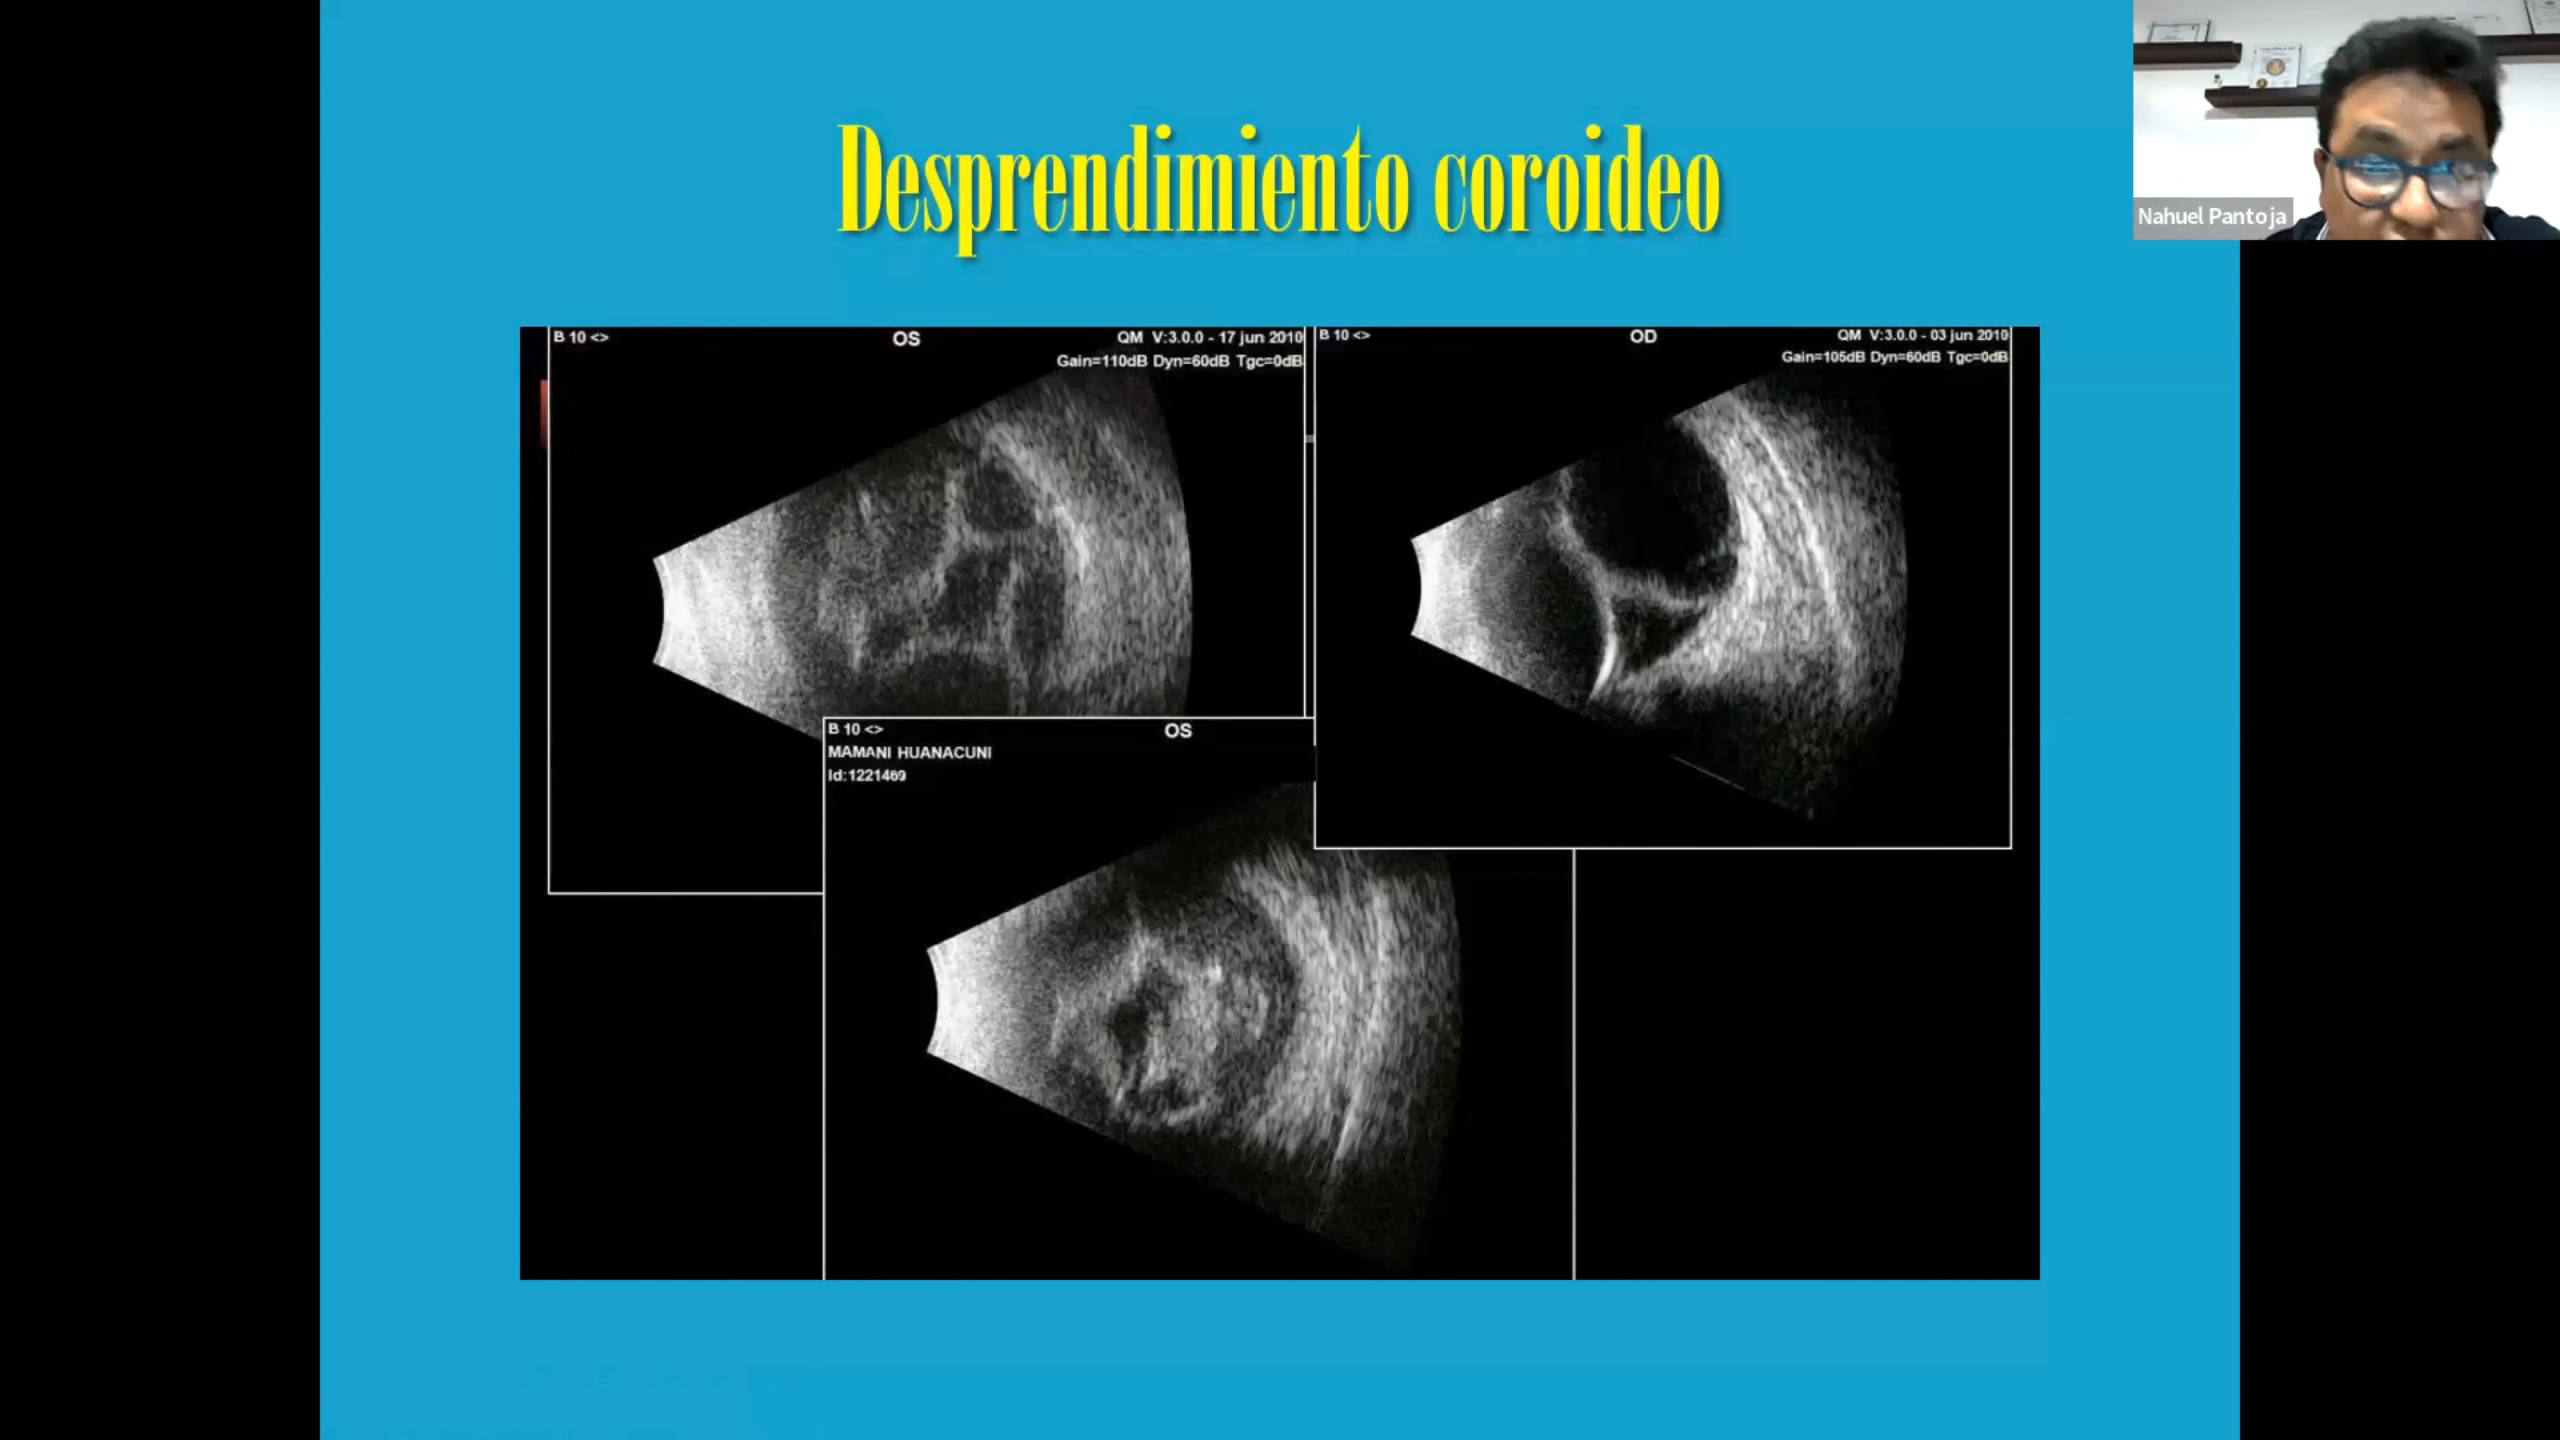 Desprendimiento coroideo
Nahuel Pantoja
B 10 <> OS QM V:3.0.0 - 17 jun 2010
Gain=110dB Dyn=60dB Tgc=0dB
B 10 <> OD QM V:3.0.0 - 03 jun 2010
Gain=105dB Dyn=60dB Tgc=0dB
B 10 <> OS
MAMANI HUANACUNI
Id:1221469